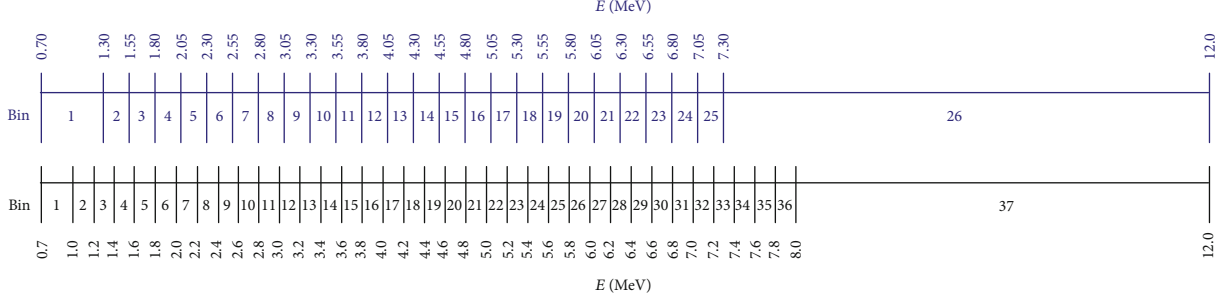 E (MeV)
0.70 1.30 1.55 1.80 2.05 2.30 2.55 2.80 3.05 3.30 3.55 3.80 4.05 4.30 4.55 4.80 5.05 5.30 5.55 5.80 6.05 6.30 6.55 6.80 7.05 7.30 12.0
Bin 1 2 3 4 5 6 7 8 9 10 11 12 13 14 15 16 17 18 19 20 21 22 23 24 25 26
Bin 1 2 3 4 5 6 7 8 9 10 11 12 13 14 15 16 17 18 19 20 21 22 23 24 25 26 27 28 29 30 31 32 33 34 35 36 37
0.7 1.0 1.2 1.4 1.6 1.8 2.0 2.2 2.4 2.6 2.8 3.0 3.2 3.4 3.6 3.8 4.0 4.2 4.4 4.6 4.8 5.0 5.2 5.4 5.6 5.8 6.0 6.2 6.4 6.6 6.8 7.0 7.2 7.4 7.6 7.8 8.0 12.0
E (MeV)